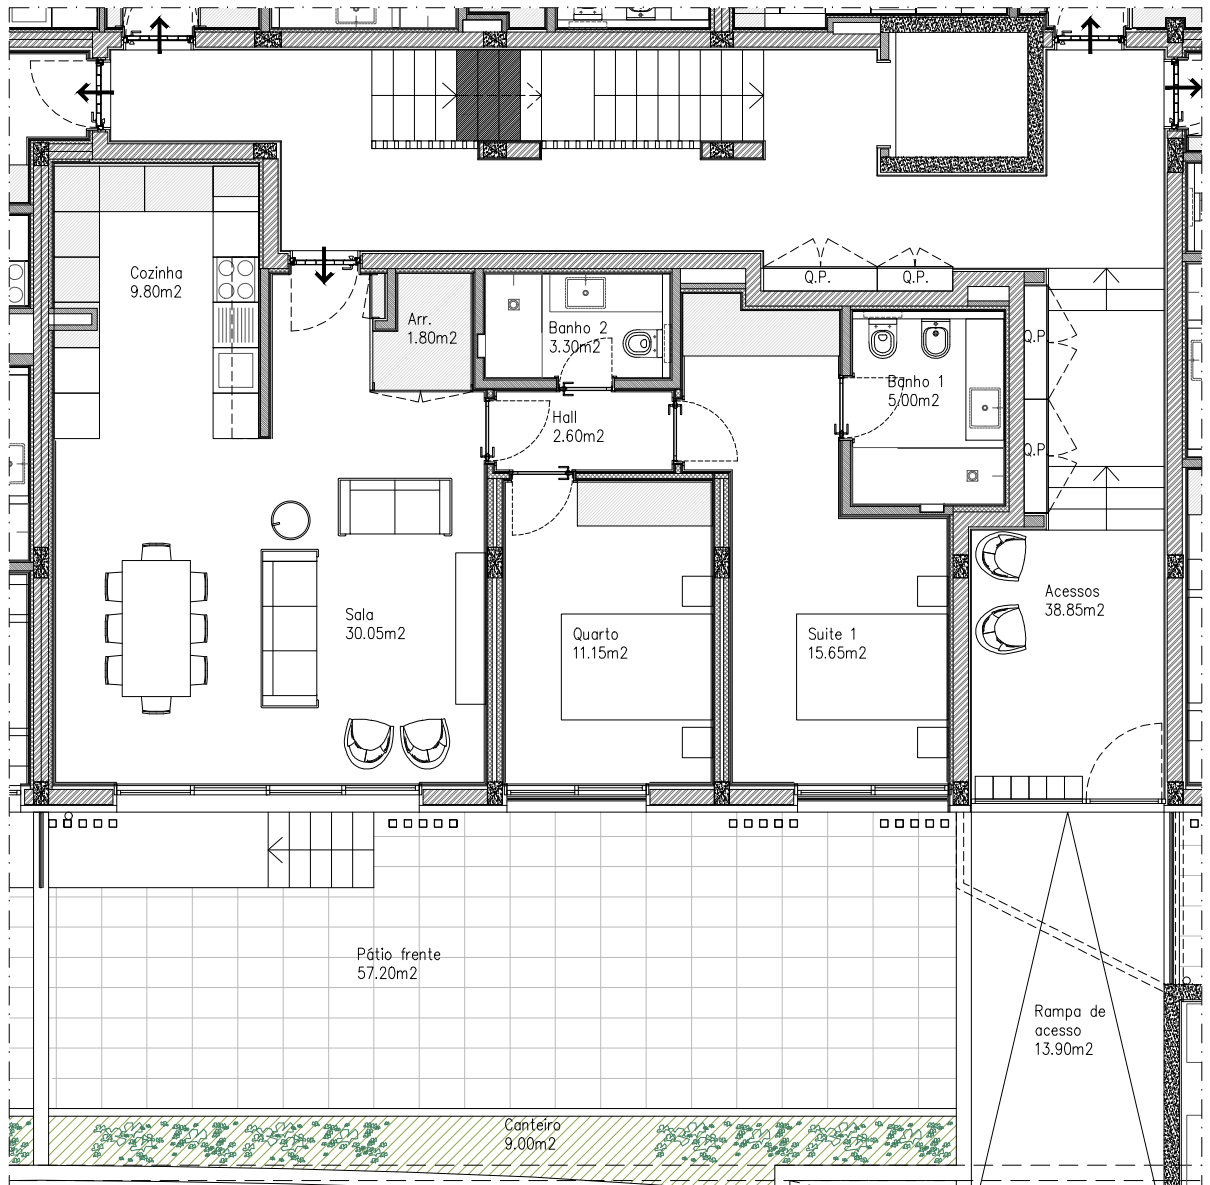 Cozinha
9.80m2
Q.P.
Q.P.
Arr.
1.80m2
Banho 2
3.30m2
Q.P.
Banho 1
5.00m2
Hall
2.60m2
Q.P.
Sala
30.05m2
Quarto
11.15m2
Suite 1
15.65m2
Acessos
38.85m2
Pátio frente
57.20m2
Rampa de
acesso
13.90m2
Canteiro
9.00m2